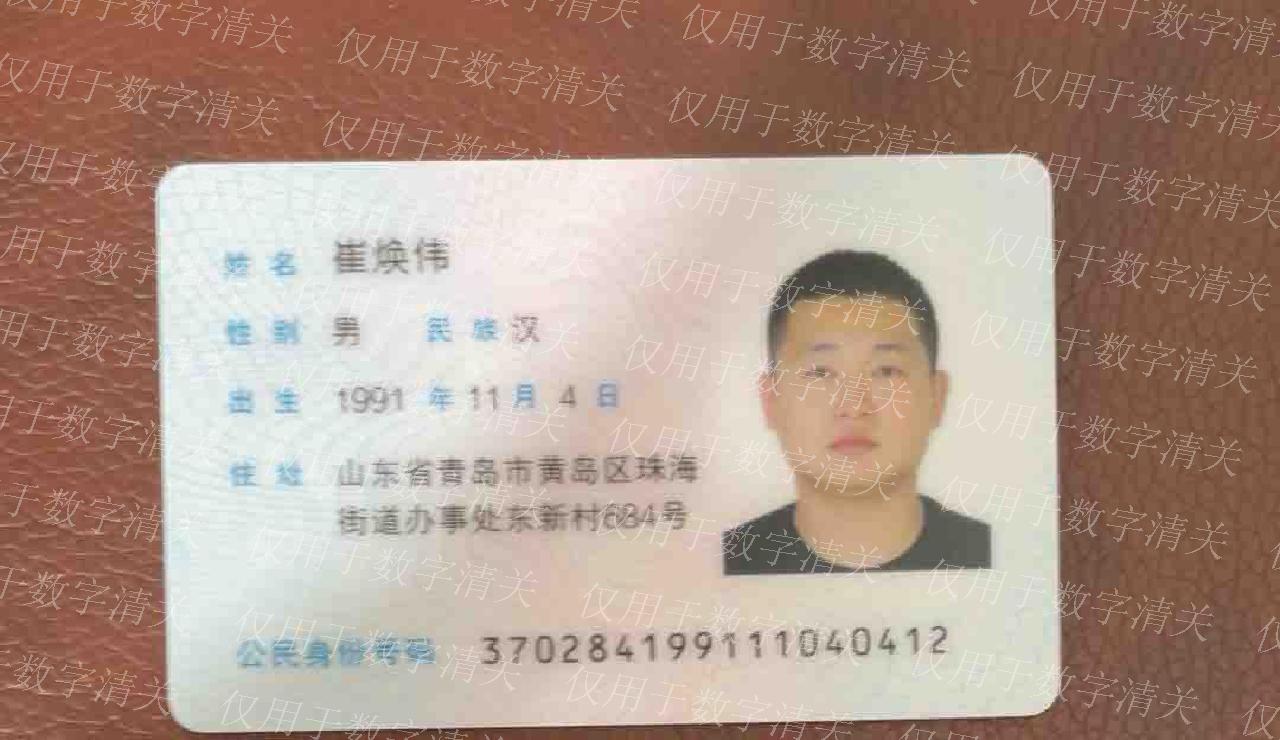 姓名 崔焕伟
性别 男 民族 汉
出生 1991 年 11 月 4 日
住址 山东省青岛市黄岛区珠海
街道办事处东新村684号
公民身份号码 370284199111040412
仅用于数字清关